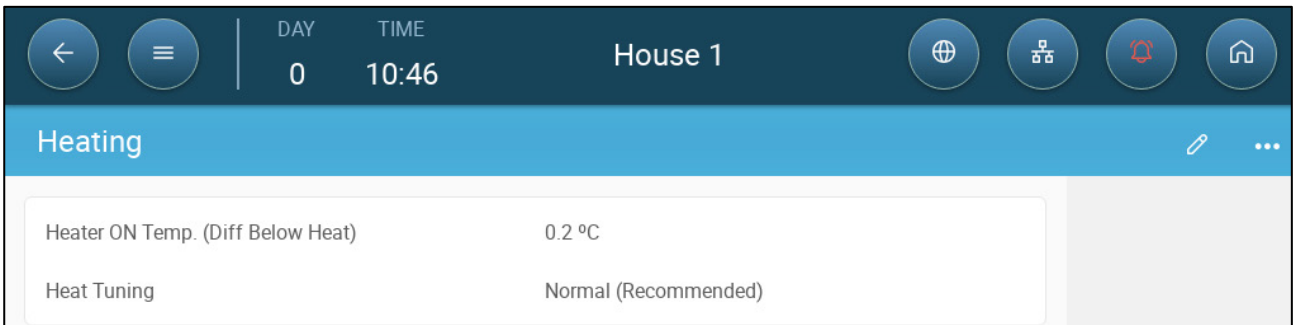 DAY TIME
0 10:46 House 1
Heating
Heater ON Temp. (Diff Below Heat) 0.2 ºC
Heat Tuning Normal (Recommended)